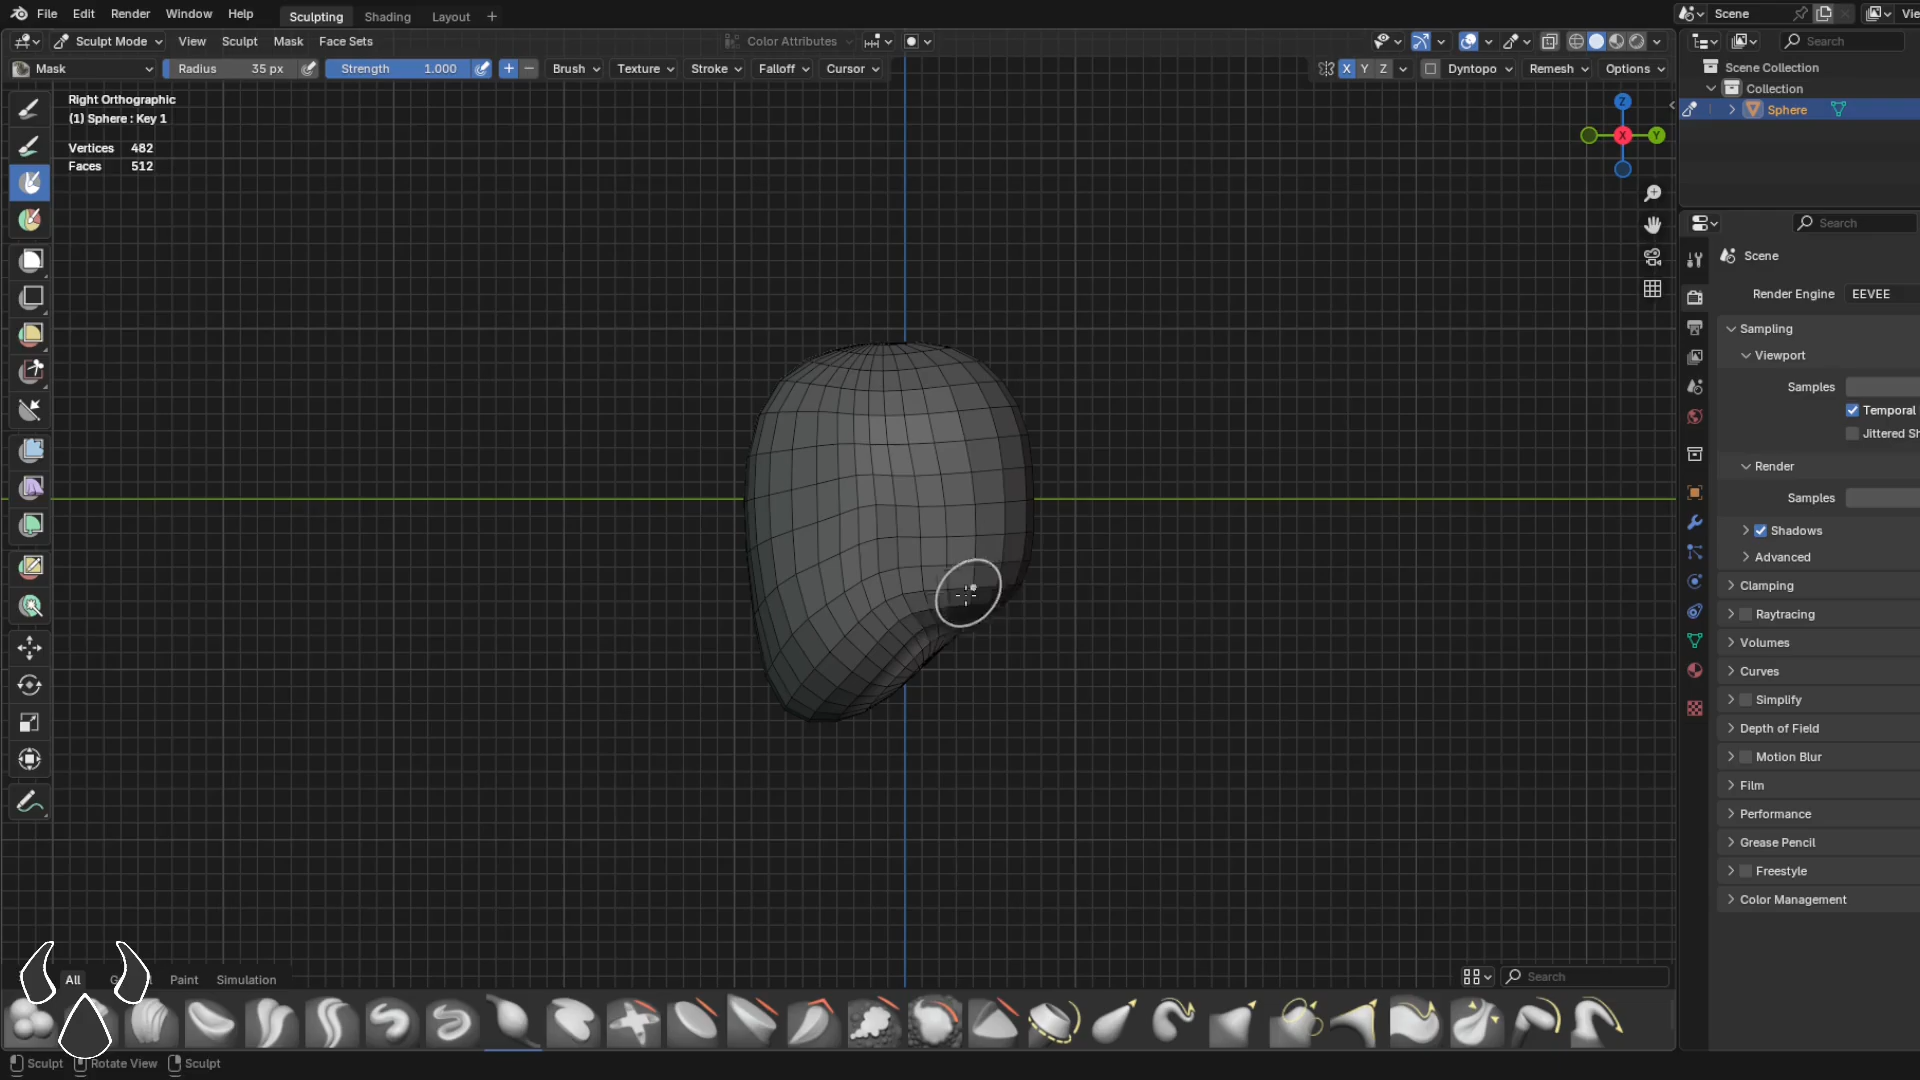 File Edit Render Window Help Sculpting Shading Layout + Scene
Sculpt Mode View Sculpt Mask Face Sets Color Attributes Search
Mask Radius 35 px Strength 1.000 Brush Texture Stroke Falloff Cursor X Y Z Dyntopo Remesh Options
Scene Collection
Collection
Sphere
Right Orthographic
(1) Sphere : Key 1
Vertices 482
Faces 512
Z
X Y
Search
Scene
Render Engine EEVEE
Sampling
Viewport
Samples
Temporal
Jittered Sh
Render
Samples
Shadows
Advanced
Clamping
Raytracing
Volumes
Curves
Simplify
Depth of Field
Motion Blur
Film
Performance
Grease Pencil
Freestyle
Color Management
All Paint Simulation Search
Sculpt Rotate View Sculpt